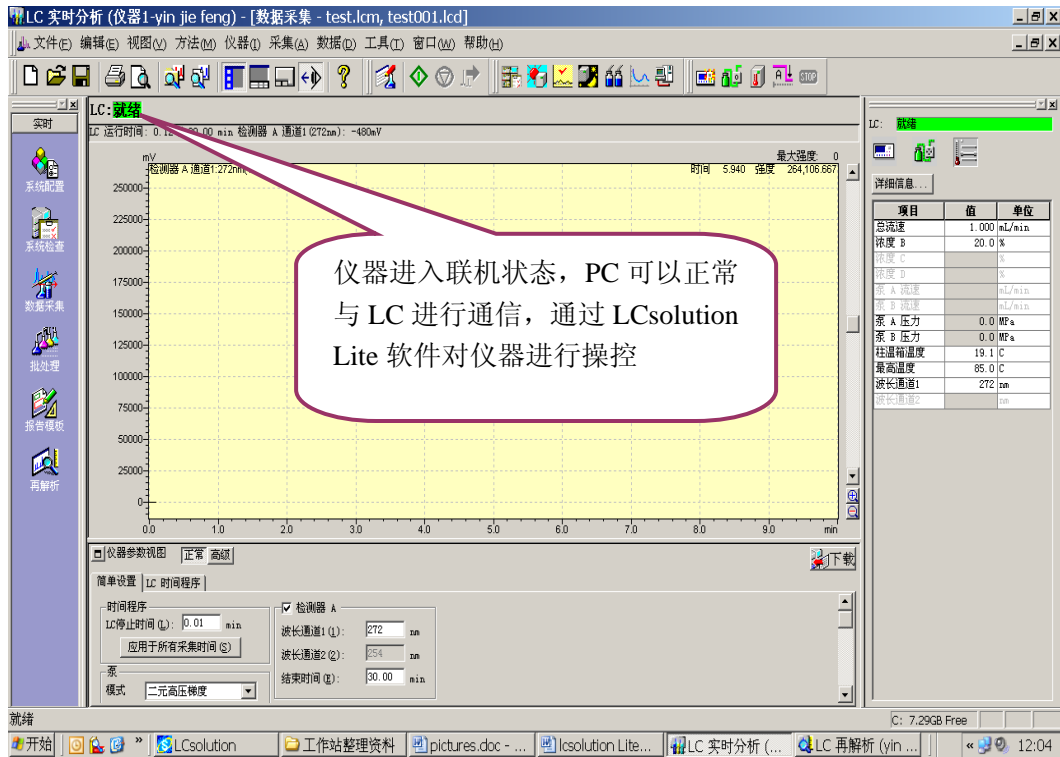 LC 实时分析 (仪器1-yin jie feng) - [数据采集 - test.lcm, test001.lcd]
文件(F) 编辑(E) 视图(V) 方法(M) 仪器(I) 采集(A) 数据(D) 工具(T) 窗口(W) 帮助(H)
LC:就绪
检测器 A 通道1(272nm): -480mV
mV
检测器 A 通道1:272nm
最大强度: 0
时间 5.940 强度 264,106.667
250000
225000
200000
175000
150000
125000
100000
75000
50000
25000
0
0.0 1.0 2.0 3.0 4.0 5.0 6.0 7.0 8.0 9.0 min
仪器进入联机状态，PC 可以正常
与 LC 进行通信，通过 LCsolution
Lite 软件对仪器进行操控
实时
系统配置
系统检查
数据采集
批处理
报告模板
再解析
LC: 就绪
详细信息...
项目 值 单位
总流速 1.000 mL/min
浓度 B 20.0 %
浓度 C %
浓度 D %
泵 A 流速 mL/min
泵 B 流速 mL/min
泵 A 压力 0.0 MPa
泵 B 压力 0.0 MPa
柱温箱温度 19.1 C
最高温度 85.0 C
波长通道1 272 nm
波长通道2 nm
仪器参数视图 正常 高级 下载
简单设置 LC 时间程序
时间程序
LC停止时间(L): 0.01 min
应用于所有采集时间(S)
泵
模式 二元高压梯度
检测器 A
波长通道1(1): 272 nm
波长通道2(2): 254 nm
结束时间(E): 30.00 min
就绪
C: 7.29GB Free
开始 » LCsolution 工作站整理资料 pictures.doc - ... lcsolution Lite... LC 实时分析 (... LC 再解析 (yin ... « 12:04